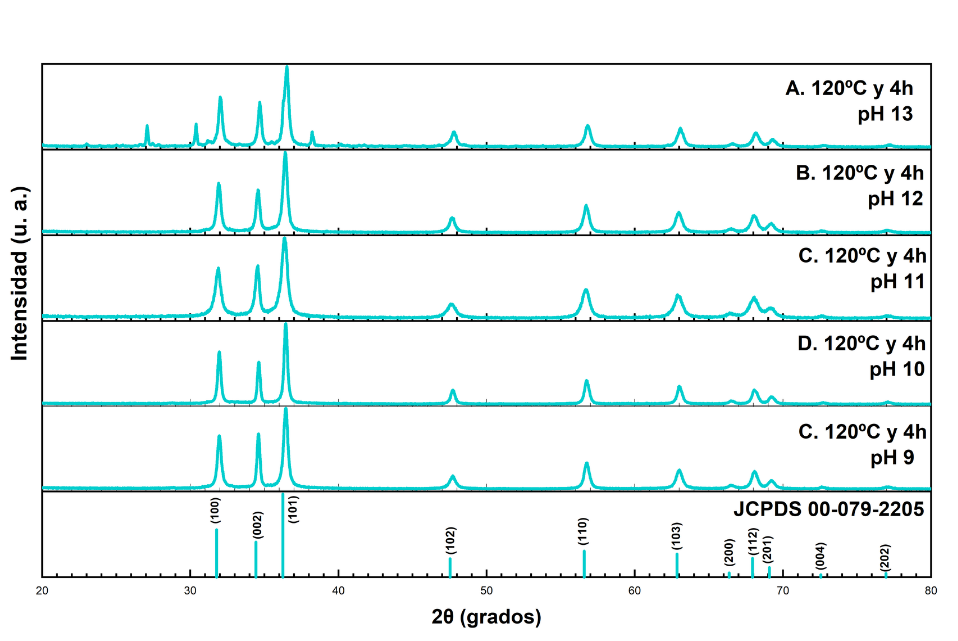 A. 120ºC y 4h
pH 13
B. 120ºC y 4h
pH 12
C. 120ºC y 4h
pH 11
D. 120ºC y 4h
pH 10
C. 120ºC y 4h
pH 9
Intensidad (u. a.)
JCPDS 00-079-2205
(100)
(002)
(101)
(102)
(110)
(103)
(200)
(112)
(201)
(004)
(202)
20 30 40 50 60 70 80
2θ (grados)